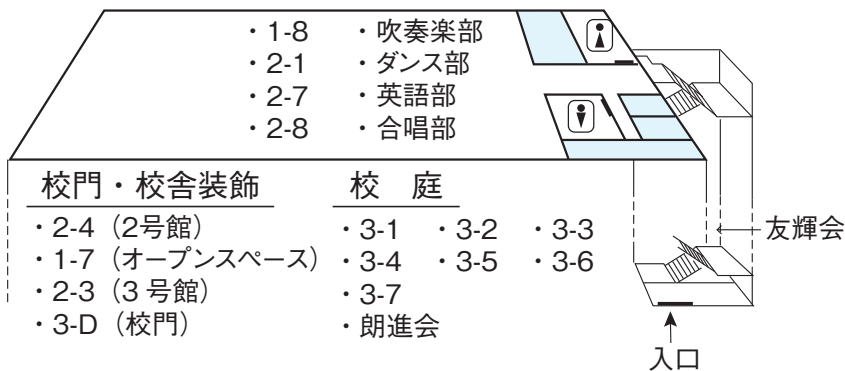 ・1-8 ・吹奏楽部
・2-1 ・ダンス部
・2-7 ・英語部
・2-8 ・合唱部
校門・校舎装飾
・2-4（2号館）
・1-7（オープンスペース）
・2-3（3号館）
・3-D（校門）
校　庭
・3-1 ・3-2 ・3-3
・3-4 ・3-5 ・3-6
・3-7
・朗進会
友輝会
入口